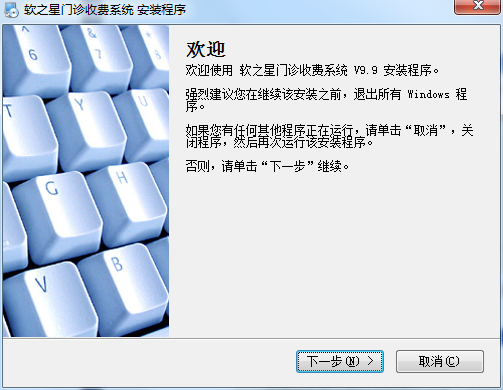 软之星门诊收费系统 安装程序
欢迎
欢迎使用 软之星门诊收费系统 V9.9 安装程序。
强烈建议您在继续该安装之前，退出所有 Windows 程
序。
如果您有任何其他程序正在运行，请单击“取消”，关
闭程序，然后再次运行该安装程序。
否则，请单击“下一步”继续。
^
&
*
6
7
8
T
Y
U
G
H
V
B
下一步(N) >
取消(C)